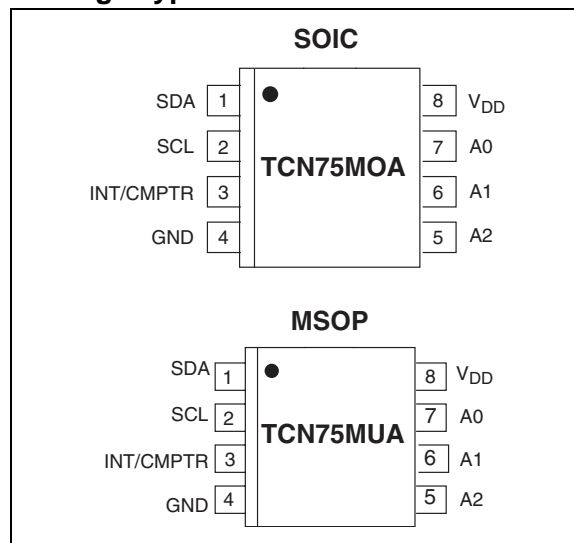 SOIC
SDA 1 8 VDD
SCL 2 7 A0
TCN75MOA
INT/CMPTR 3 6 A1
GND 4 5 A2
MSOP
SDA 1 8 VDD
SCL 2 7 A0
TCN75MUA
INT/CMPTR 3 6 A1
GND 4 5 A2